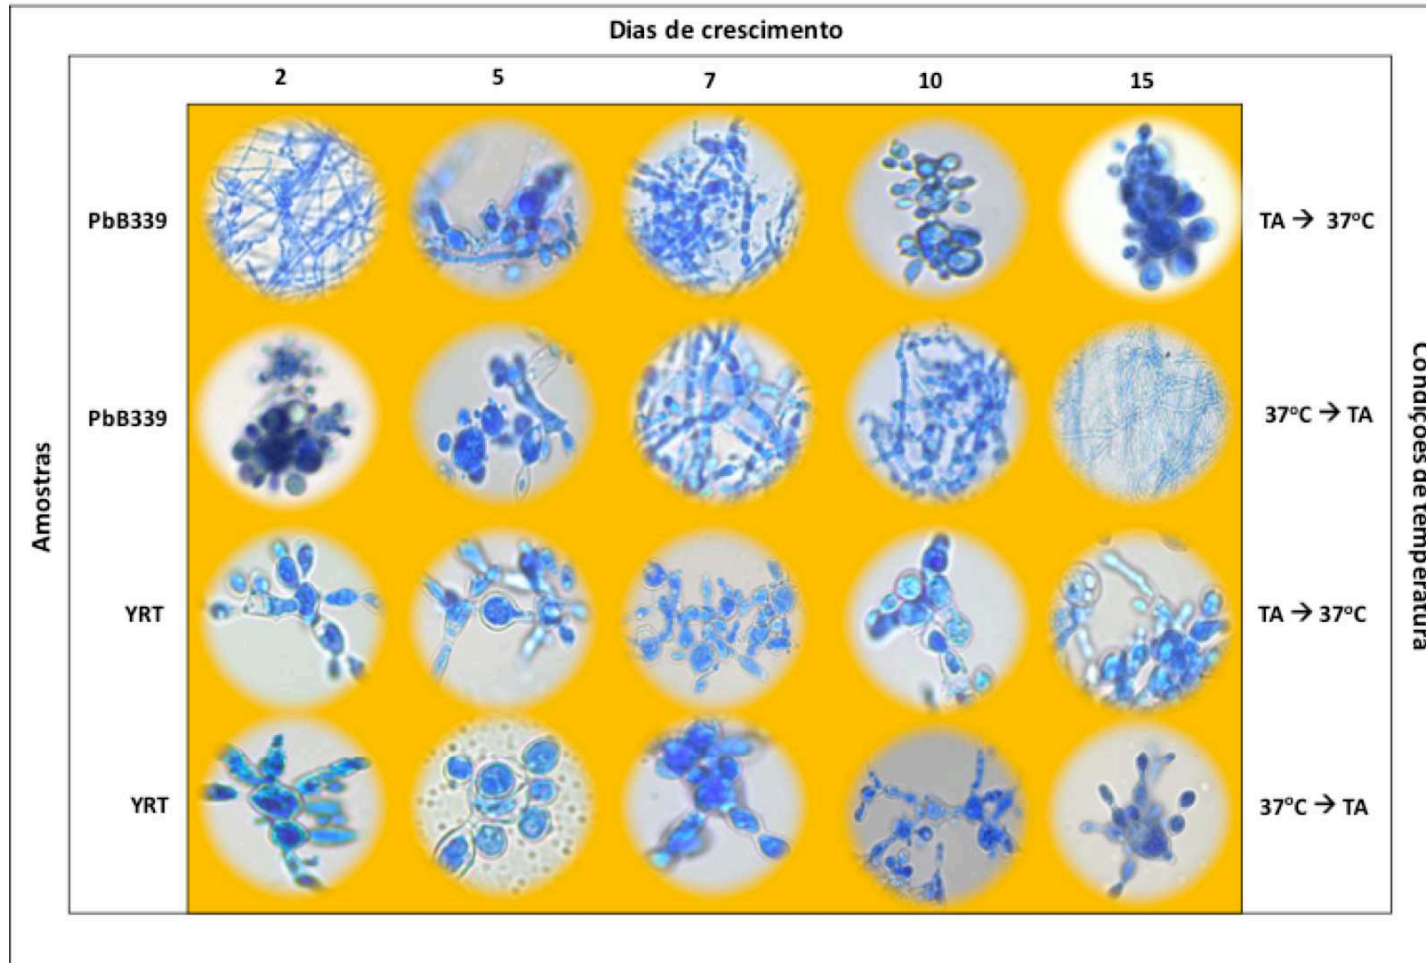 Dias de crescimento
2 5 7 10 15
PbB339 TA → 37°C
PbB339 37°C → TA
YRT TA → 37°C
YRT 37°C → TA
Amostras
Condições de temperatura